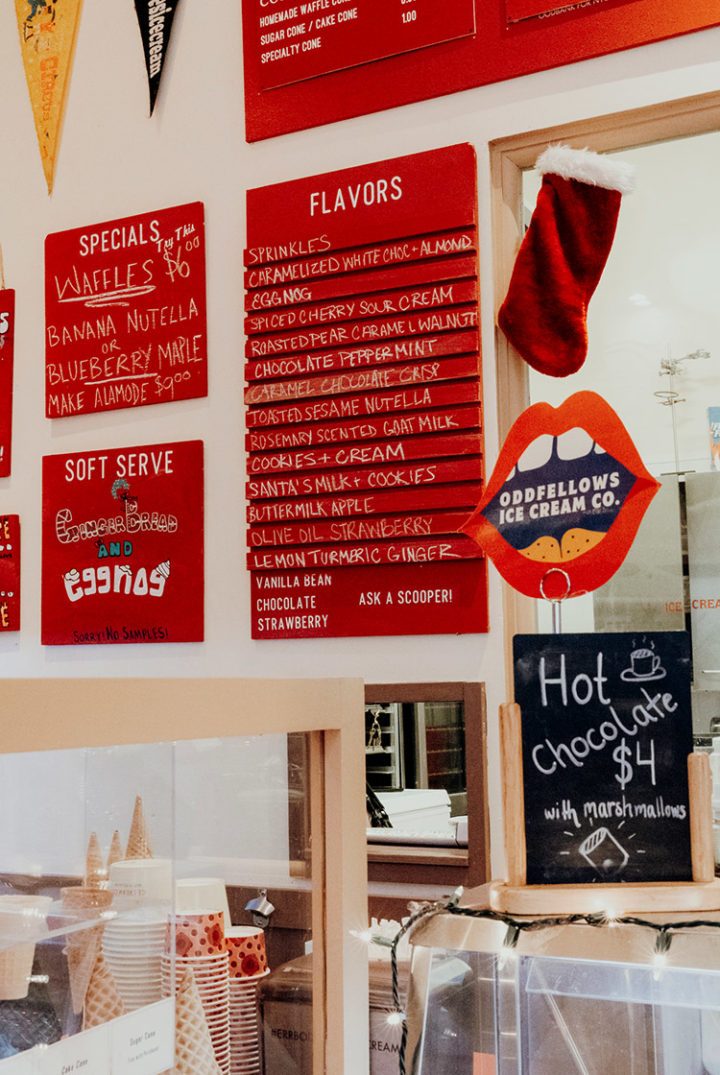 HOMEMADE WAFFLE CONE
SUGAR CONE / CAKE CONE 1.00
SPECIALTY CONE
FLAVORS
SPRINKLES
CARAMELIZED WHITE CHOC + ALMOND
EGGNOG
SPICED CHERRY SOUR CREAM
ROASTED PEAR CARAMEL WALNUT
CHOCOLATE PEPPERMINT
CARAMEL CHOCOLATE CRISP
TOASTED SESAME NUTELLA
ROSEMARY SCENTED GOAT MILK
COOKIES + CREAM
SANTA'S MILK + COOKIES
BUTTERMILK APPLE
OLIVE OIL STRAWBERRY
LEMON TURMERIC GINGER
VANILLA BEAN
CHOCOLATE
STRAWBERRY
ASK A SCOOPER!
SPECIALS
Try This
WAFFLES $6.00
BANANA NUTELLA
OR
BLUEBERRY MAPLE
MAKE ALAMODE $9.00
SOFT SERVE
GingerBread
AND
eggnog
SORRY! NO SAMPLES!
ODDFELLOWS
ICE CREAM CO.
Hot
Chocolate
$4
with marshmallows
Cake Cone
Sugar Cone